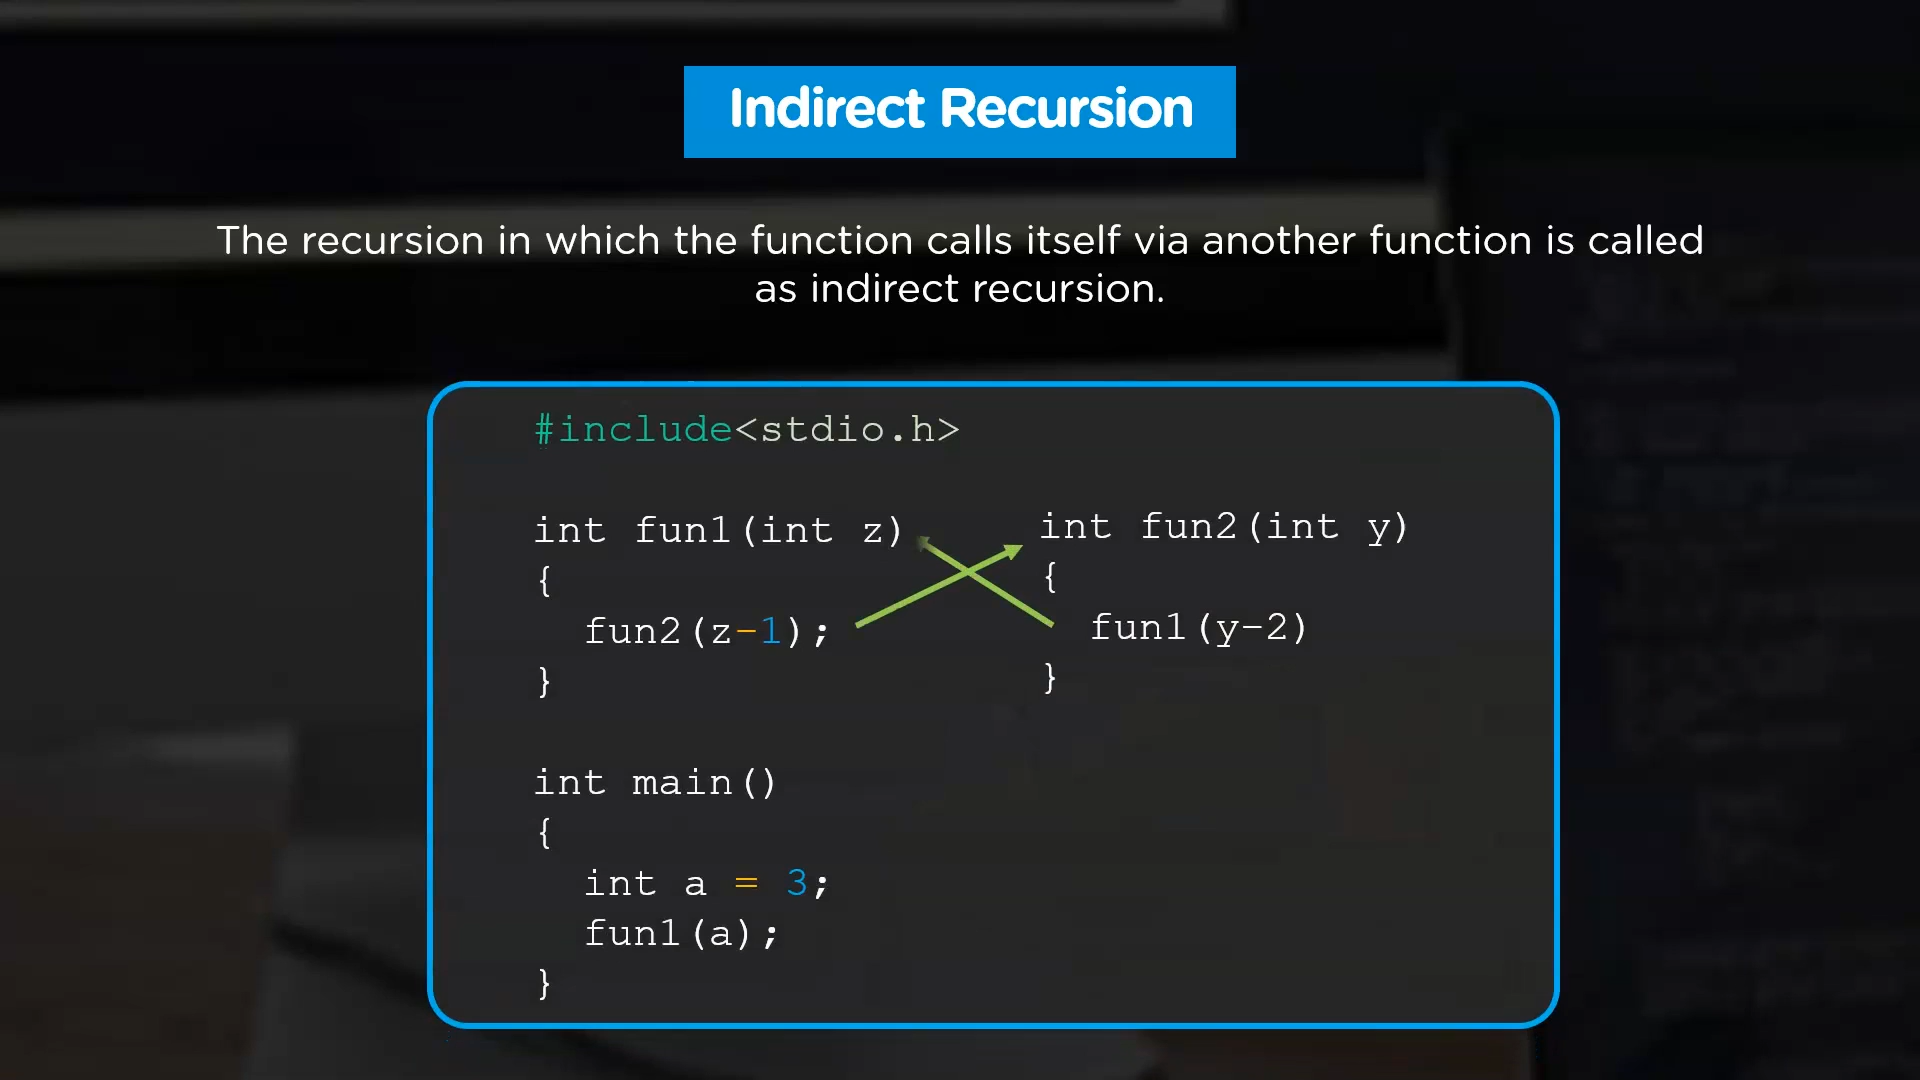 Indirect Recursion
The recursion in which the function calls itself via another function is called
as indirect recursion.
#include<stdio.h>
int fun1(int z)
{
fun2(z-1);
}
int fun2(int y)
{
fun1(y-2)
}
int main()
{
int a = 3;
fun1(a);
}